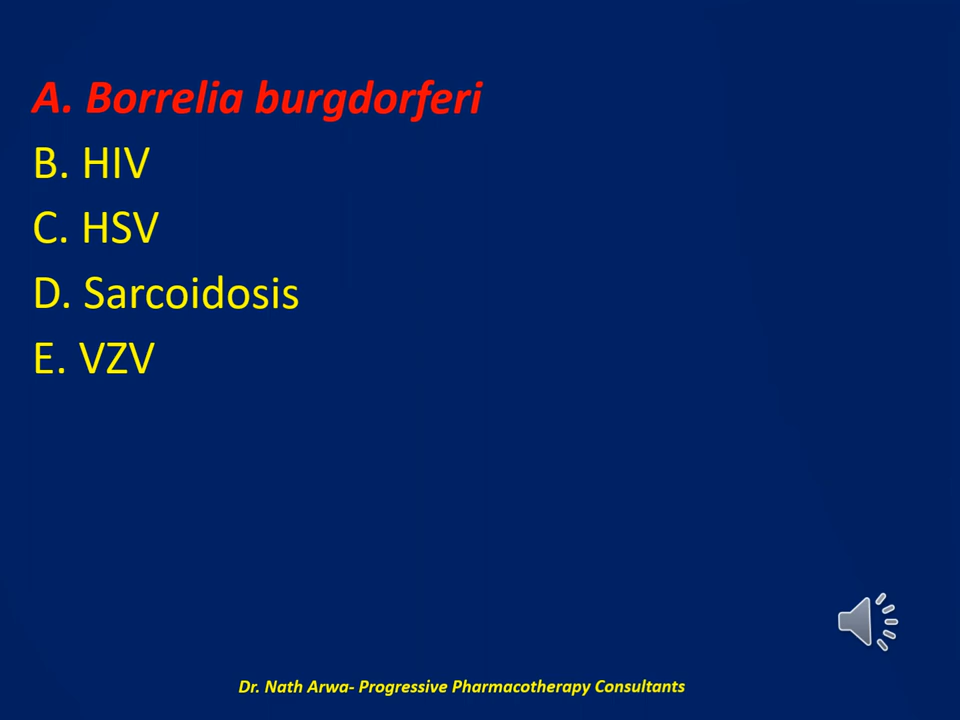 A. Borrelia burgdorferi
B. HIV
C. HSV
D. Sarcoidosis
E. VZV
Dr. Nath Arwa- Progressive Pharmacotherapy Consultants